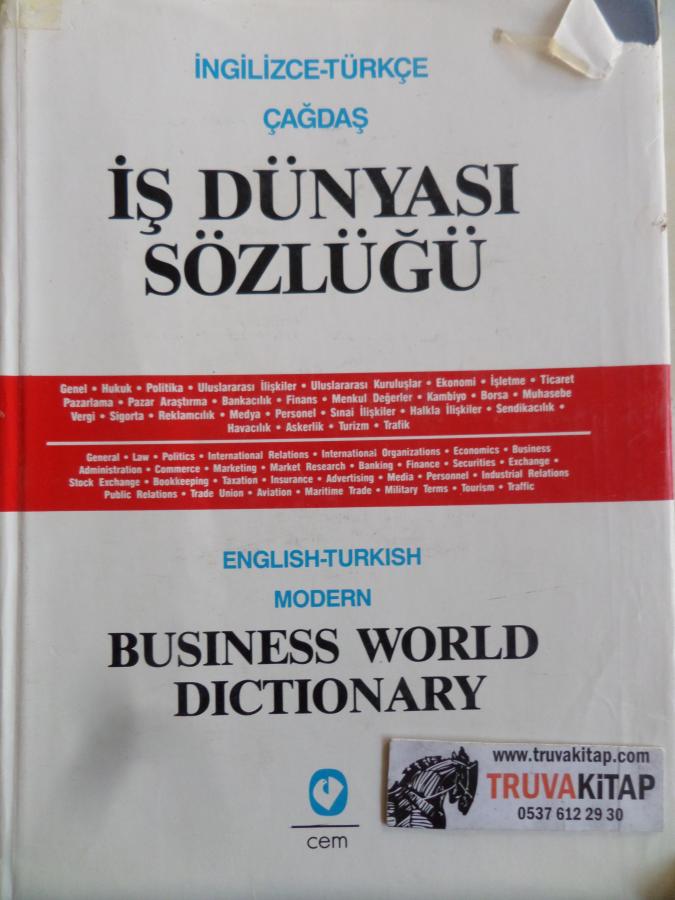 İNGİLİZCE-TÜRKÇE
ÇAĞDAŞ
İŞ DÜNYASI
SÖZLÜĞÜ
Genel • Hukuk • Politika • Uluslararası İlişkiler • Uluslararası Kuruluşlar • Ekonomi • İşletme • Ticaret
Pazarlama • Pazar Araştırma • Bankacılık • Finans • Menkul Değerler • Kambiyo • Borsa • Muhasebe
Vergi • Sigorta • Reklamcılık • Medya • Personel • Sınai İlişkiler • Halkla İlişkiler • Sendikacılık •
Havacılık • Askerlik • Turizm • Trafik
General • Law • Politics • International Relations • International Organizations • Economics • Business
Administration • Commerce • Marketing • Market Research • Banking • Finance • Securities • Exchange •
Stock Exchange • Bookkeeping • Taxation • Insurance • Advertising • Media • Personnel • Industrial Relations
Public Relations • Trade Union • Aviation • Maritime Trade • Military Terms • Tourism • Traffic
ENGLISH-TURKISH
MODERN
BUSINESS WORLD
DICTIONARY
cem
www.truvakitap.com
TRUVAKiTAP
0537 612 29 30